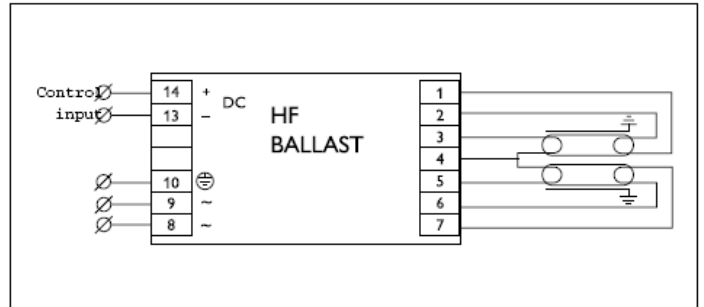 Control
input
14 + DC
13 –
10
9 ~
8 ~
HF
BALLAST
1
2
3
4
5
6
7